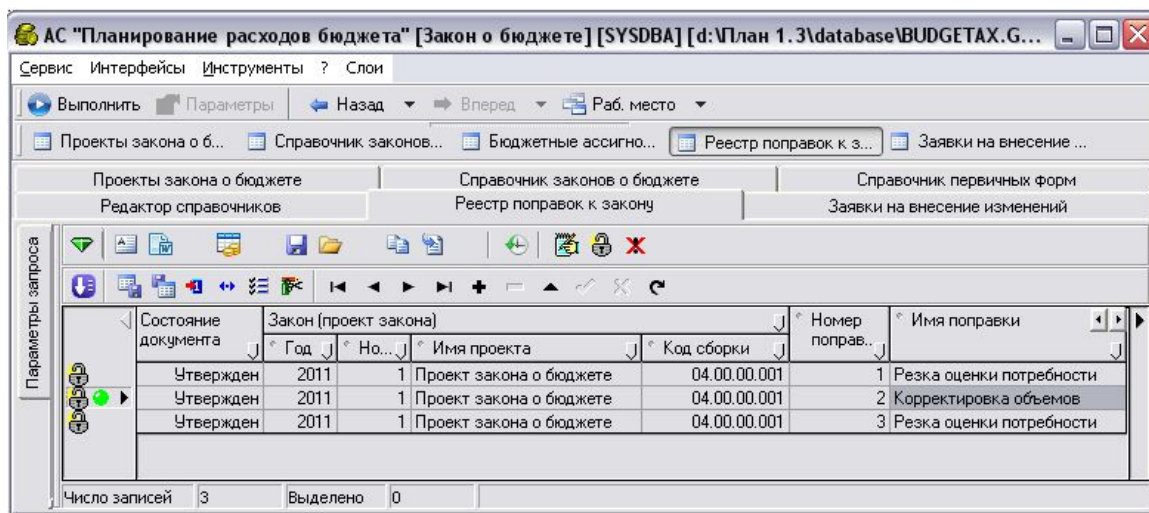 АС "Планирование расходов бюджета" [Закон о бюджете] [SYSDBA] [d:\План 1.3\database\BUDGETAX.G...
Сервис Интерфейсы Инструменты ? Слои
Выполнить Параметры Назад Вперед Раб. место
Проекты закона о б... Справочник законов... Бюджетные ассигно... Реестр поправок к з... Заявки на внесение ...
Проекты закона о бюджете Справочник законов о бюджете Справочник первичных форм
Редактор справочников Реестр поправок к закону Заявки на внесение изменений
Параметры запроса
Состояние документа Закон (проект закона) Номер поправ.. Имя поправки
Год Но... Имя проекта Код сборки
Утвержден 2011 1 Проект закона о бюджете 04.00.00.001 1 Резка оценки потребности
Утвержден 2011 1 Проект закона о бюджете 04.00.00.001 2 Корректировка объемов
Утвержден 2011 1 Проект закона о бюджете 04.00.00.001 3 Резка оценки потребности
Число записей 3 Выделено 0